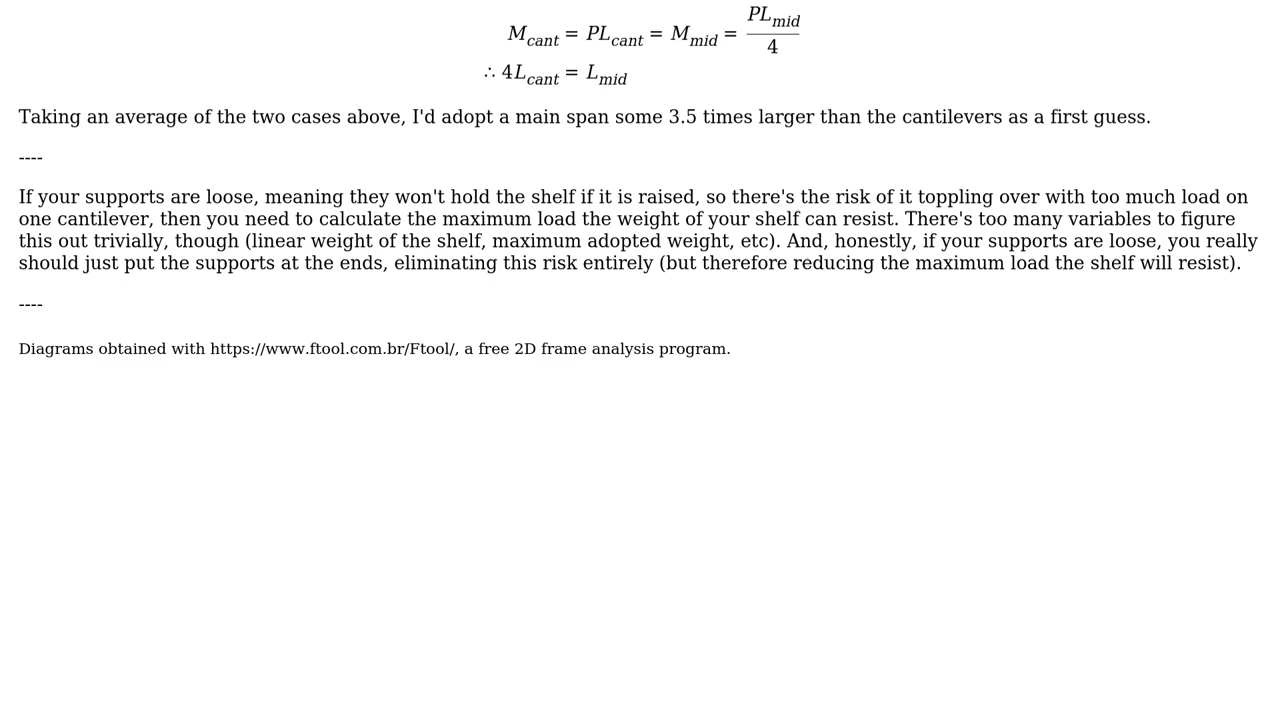 M_cant = PL_cant = M_mid = PL_mid / 4
∴ 4L_cant = L_mid
Taking an average of the two cases above, I'd adopt a main span some 3.5 times larger than the cantilevers as a first guess.
----
If your supports are loose, meaning they won't hold the shelf if it is raised, so there's the risk of it toppling over with too much load on
one cantilever, then you need to calculate the maximum load the weight of your shelf can resist. There's too many variables to figure
this out trivially, though (linear weight of the shelf, maximum adopted weight, etc). And, honestly, if your supports are loose, you really
should just put the supports at the ends, eliminating this risk entirely (but therefore reducing the maximum load the shelf will resist).
----
Diagrams obtained with https://www.ftool.com.br/Ftool/, a free 2D frame analysis program.